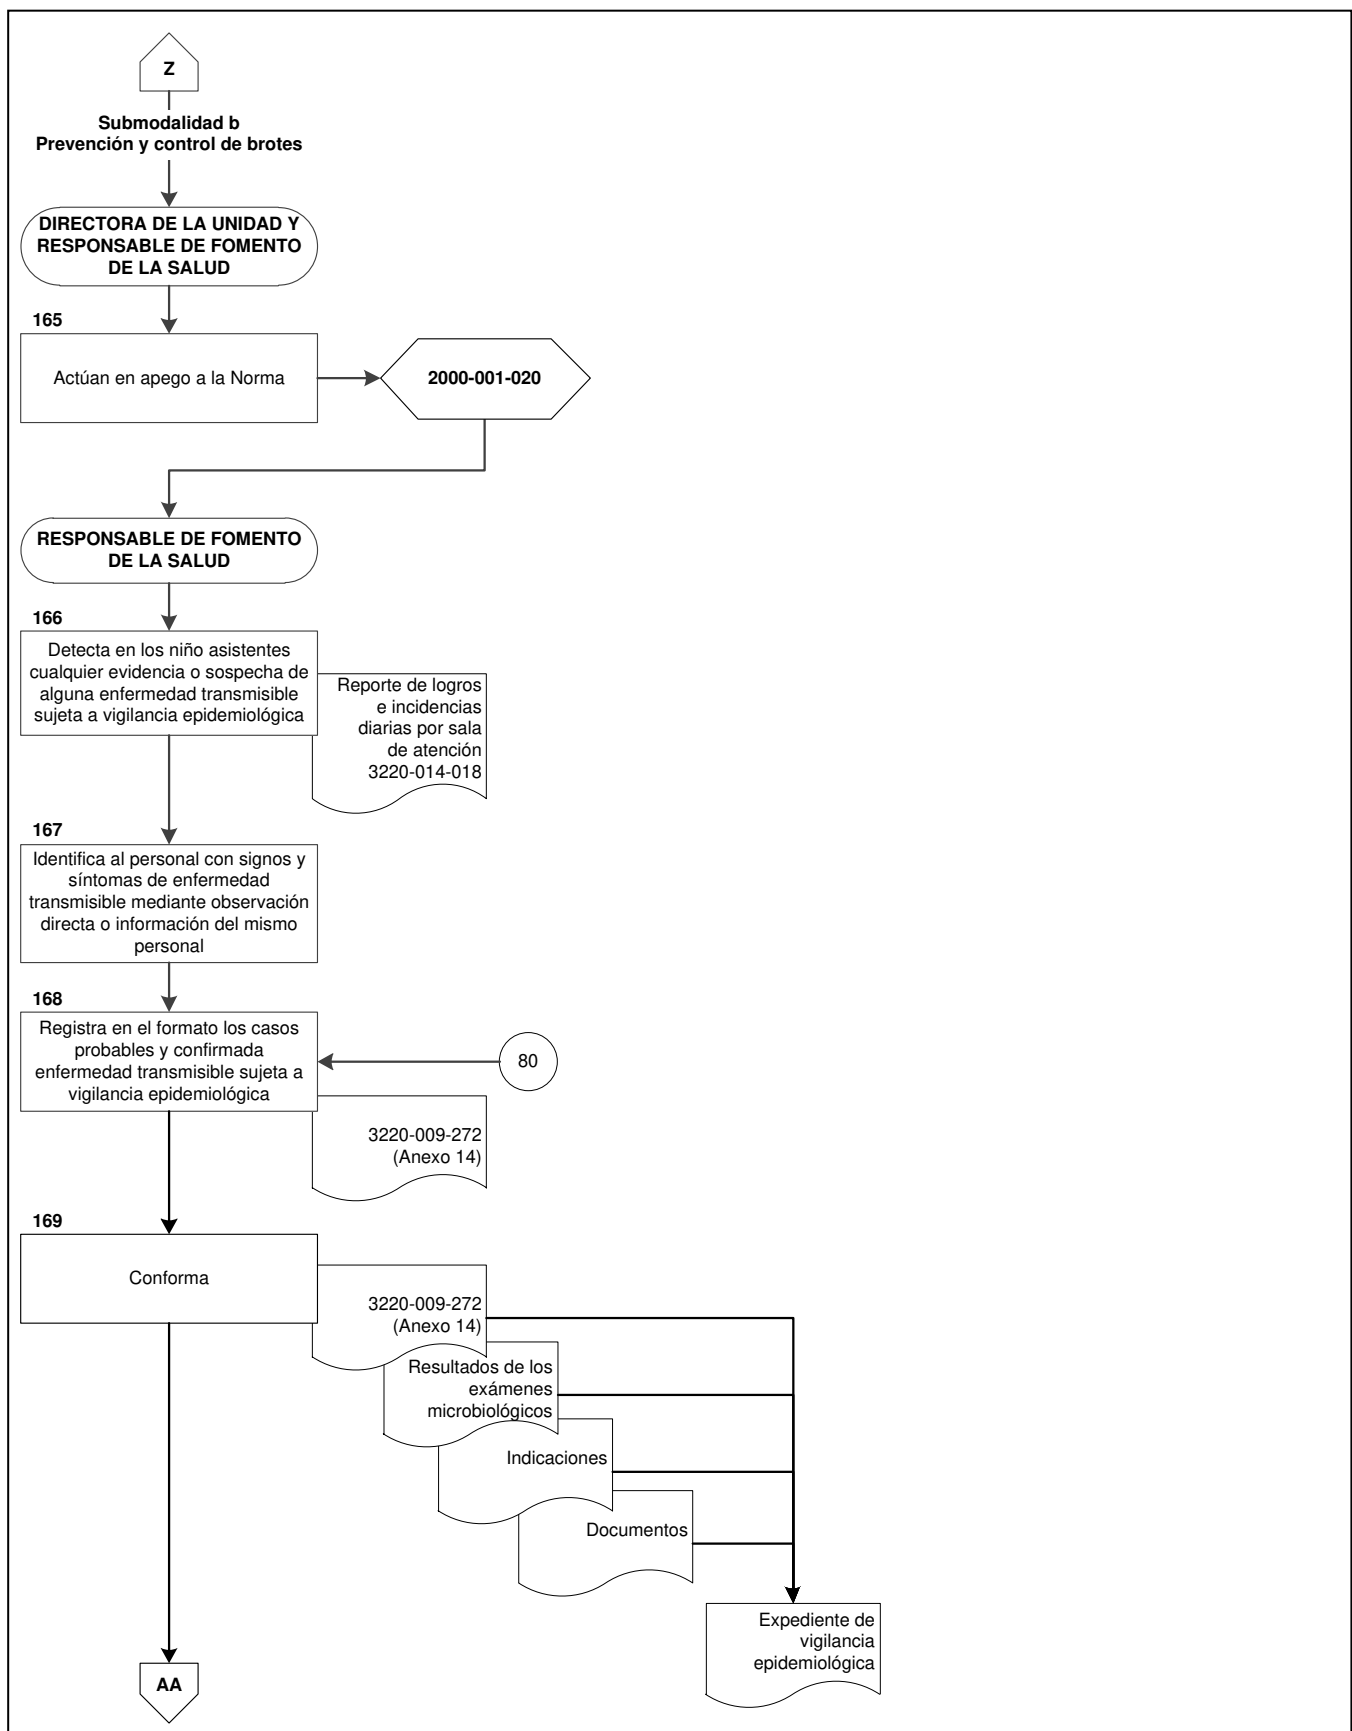 Z
Submodalidad b
Prevención y control de brotes
DIRECTORA DE LA UNIDAD Y
RESPONSABLE DE FOMENTO
DE LA SALUD
165
Actúan en apego a la Norma
2000-001-020
RESPONSABLE DE FOMENTO
DE LA SALUD
166
Detecta en los niño asistentes
cualquier evidencia o sospecha de
alguna enfermedad transmisible
sujeta a vigilancia epidemiológica
Reporte de logros
e incidencias
diarias por sala
de atención
3220-014-018
167
Identifica al personal con signos y
síntomas de enfermedad
transmisible mediante observación
directa o información del mismo
personal
168
Registra en el formato los casos
probables y confirmada
enfermedad transmisible sujeta a
vigilancia epidemiológica
80
3220-009-272
(Anexo 14)
169
Conforma
3220-009-272
(Anexo 14)
Resultados de los
exámenes
microbiológicos
Indicaciones
Documentos
Expediente de
vigilancia
epidemiológica
AA